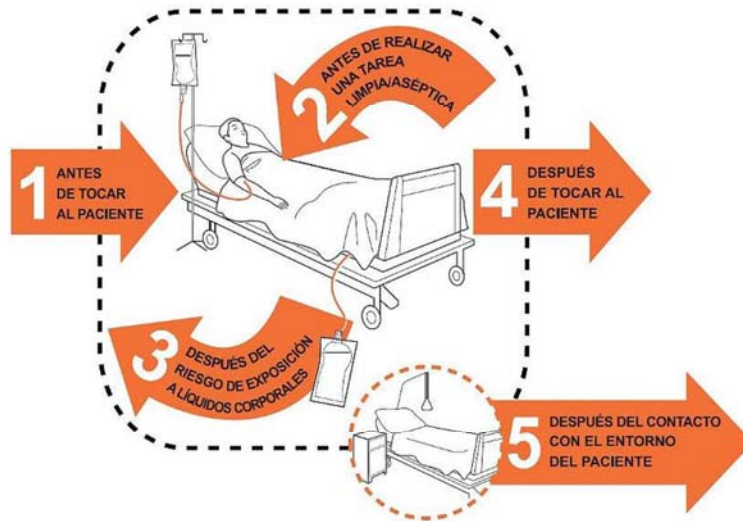 1 ANTES
DE TOCAR
AL PACIENTE
2 ANTES DE REALIZAR
UNA TAREA
LIMPIA/ASÉPTICA
3 DESPUÉS DEL
RIESGO DE EXPOSICIÓN
A LÍQUIDOS CORPORALES
4 DESPUÉS
DE TOCAR AL
PACIENTE
5 DESPUÉS DEL CONTACTO
CON EL ENTORNO
DEL PACIENTE